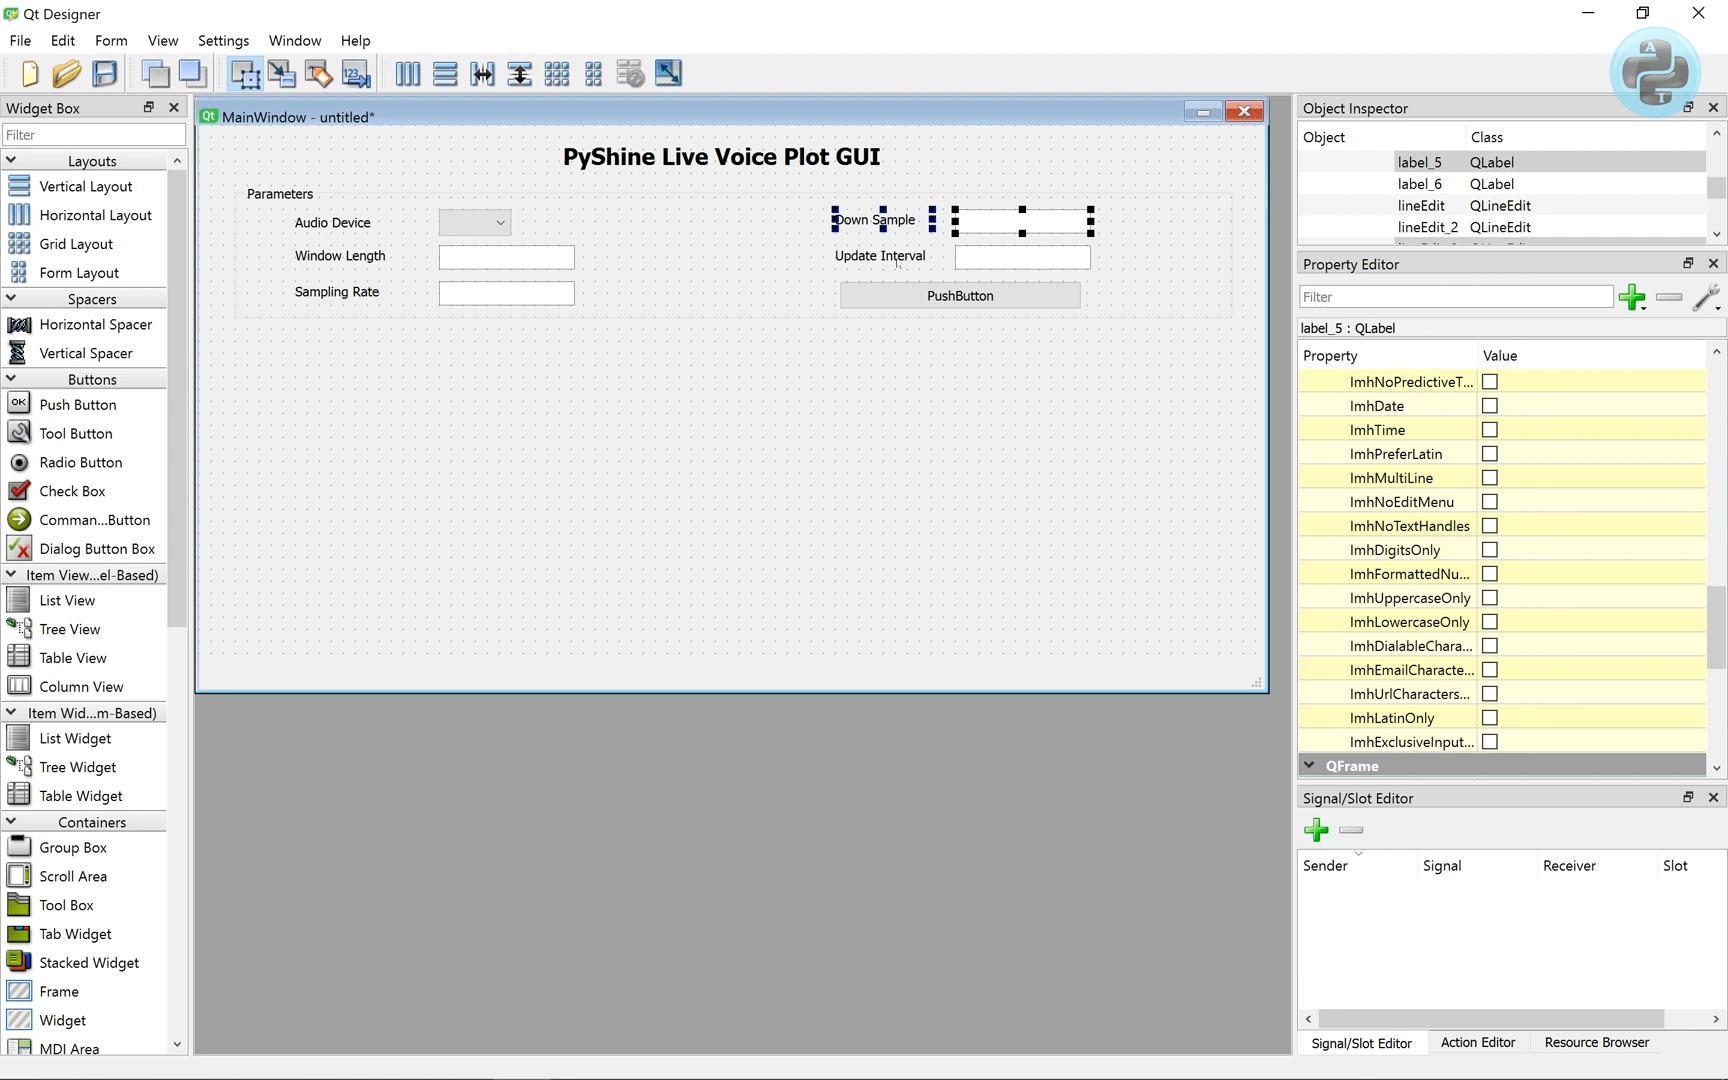 Qt Designer
File Edit Form View Settings Window Help
Widget Box
Filter
Layouts
Vertical Layout
Horizontal Layout
Grid Layout
Form Layout
Spacers
Horizontal Spacer
Vertical Spacer
Buttons
OK Push Button
Tool Button
Radio Button
Check Box
Comman...Button
Dialog Button Box
Item View...el-Based)
List View
Tree View
Table View
Column View
Item Wid...m-Based)
List Widget
Tree Widget
Table Widget
Containers
Group Box
Scroll Area
Tool Box
Tab Widget
Stacked Widget
Frame
Widget
MDI Area
Qt MainWindow - untitled*
PyShine Live Voice Plot GUI
Parameters
Audio Device
Window Length
Sampling Rate
Down Sample
Update Interval
PushButton
Object Inspector
Object Class
label_5 QLabel
label_6 QLabel
lineEdit QLineEdit
lineEdit_2 QLineEdit
Property Editor
Filter
label_5 : QLabel
Property Value
ImhNoPredictiveT...
ImhDate
ImhTime
ImhPreferLatin
ImhMultiLine
ImhNoEditMenu
ImhNoTextHandles
ImhDigitsOnly
ImhFormattedNu...
ImhUppercaseOnly
ImhLowercaseOnly
ImhDialableChara...
ImhEmailCharacte...
ImhUrlCharacters...
ImhLatinOnly
ImhExclusiveInput...
QFrame
Signal/Slot Editor
Sender Signal Receiver Slot
Signal/Slot Editor Action Editor Resource Browser